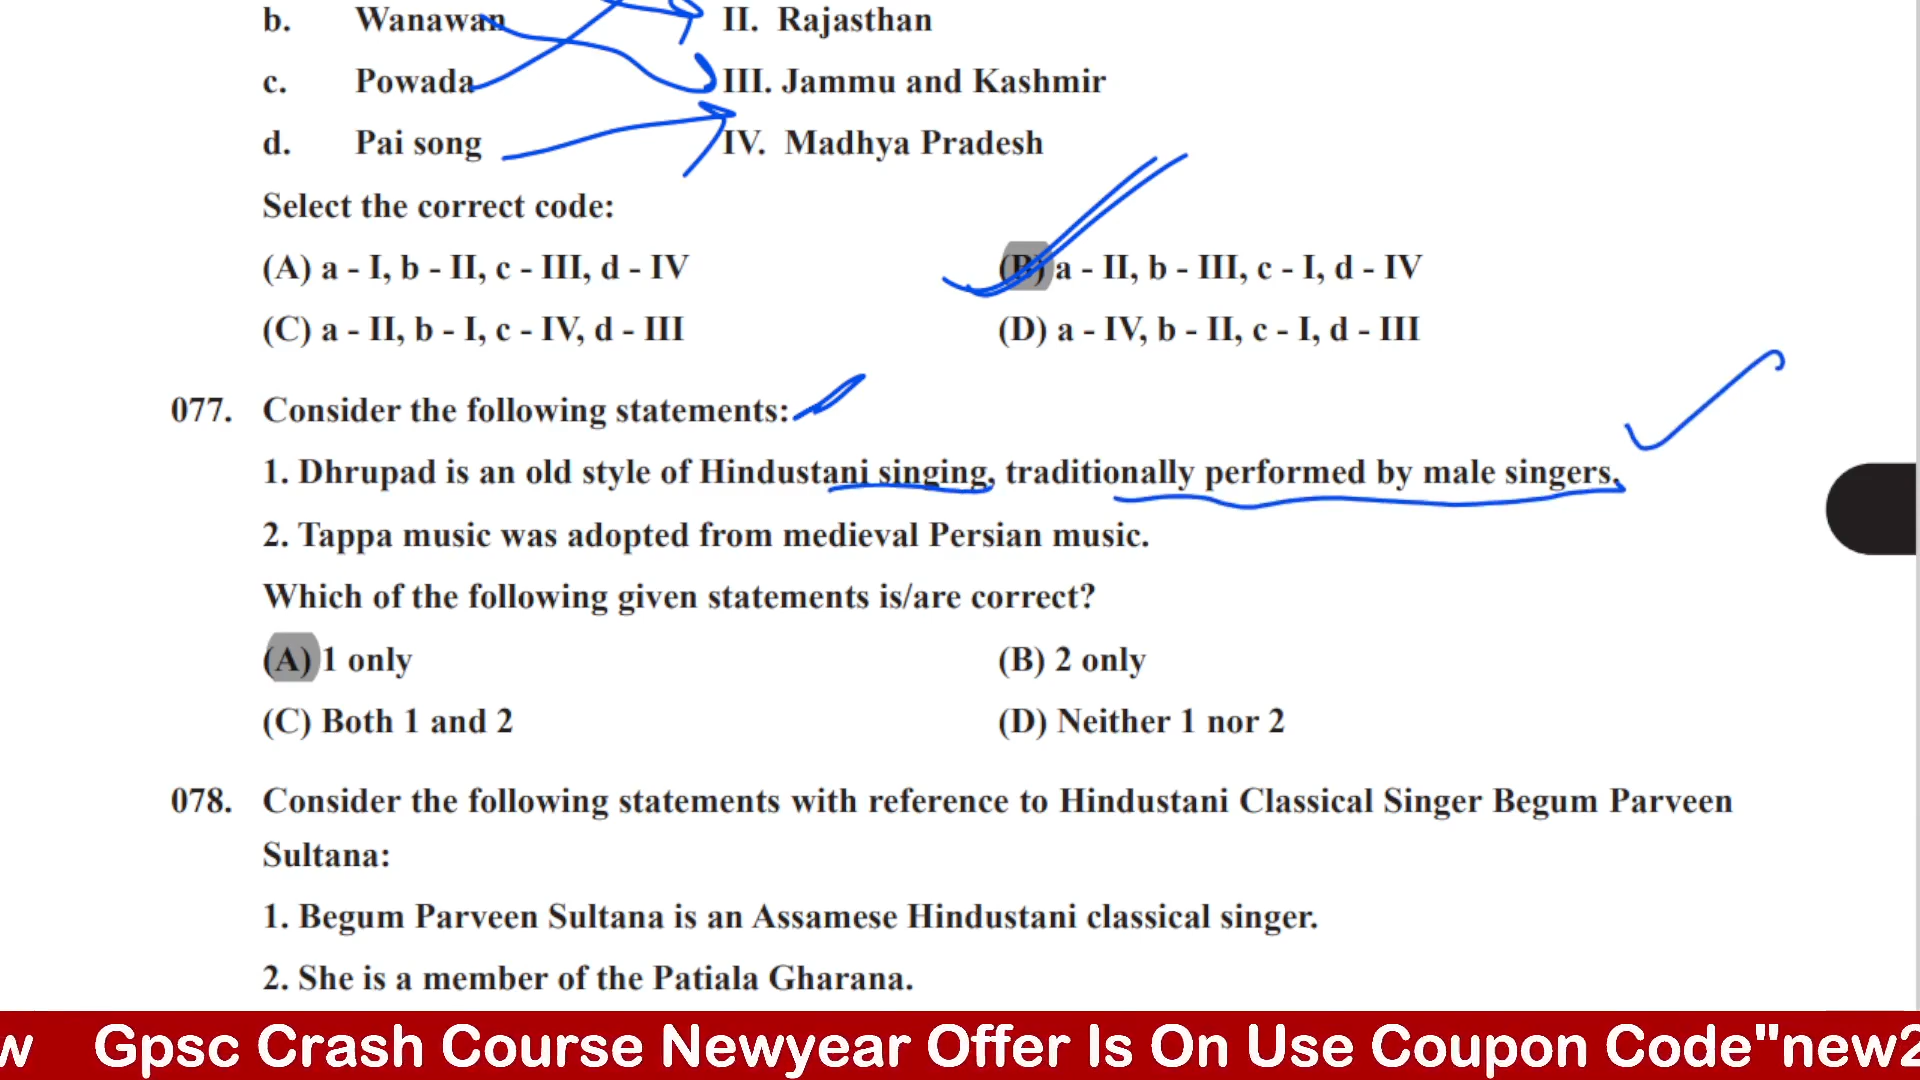 b. Wanawan II. Rajasthan
c. Powada III. Jammu and Kashmir
d. Pai song IV. Madhya Pradesh
Select the correct code:
(A) a - I, b - II, c - III, d - IV (B) a - II, b - III, c - I, d - IV
(C) a - II, b - I, c - IV, d - III (D) a - IV, b - II, c - I, d - III
077. Consider the following statements:
1. Dhrupad is an old style of Hindustani singing, traditionally performed by male singers.
2. Tappa music was adopted from medieval Persian music.
Which of the following given statements is/are correct?
(A) 1 only (B) 2 only
(C) Both 1 and 2 (D) Neither 1 nor 2
078. Consider the following statements with reference to Hindustani Classical Singer Begum Parveen
Sultana:
1. Begum Parveen Sultana is an Assamese Hindustani classical singer.
2. She is a member of the Patiala Gharana.
w Gpsc Crash Course Newyear Offer Is On Use Coupon Code"new2